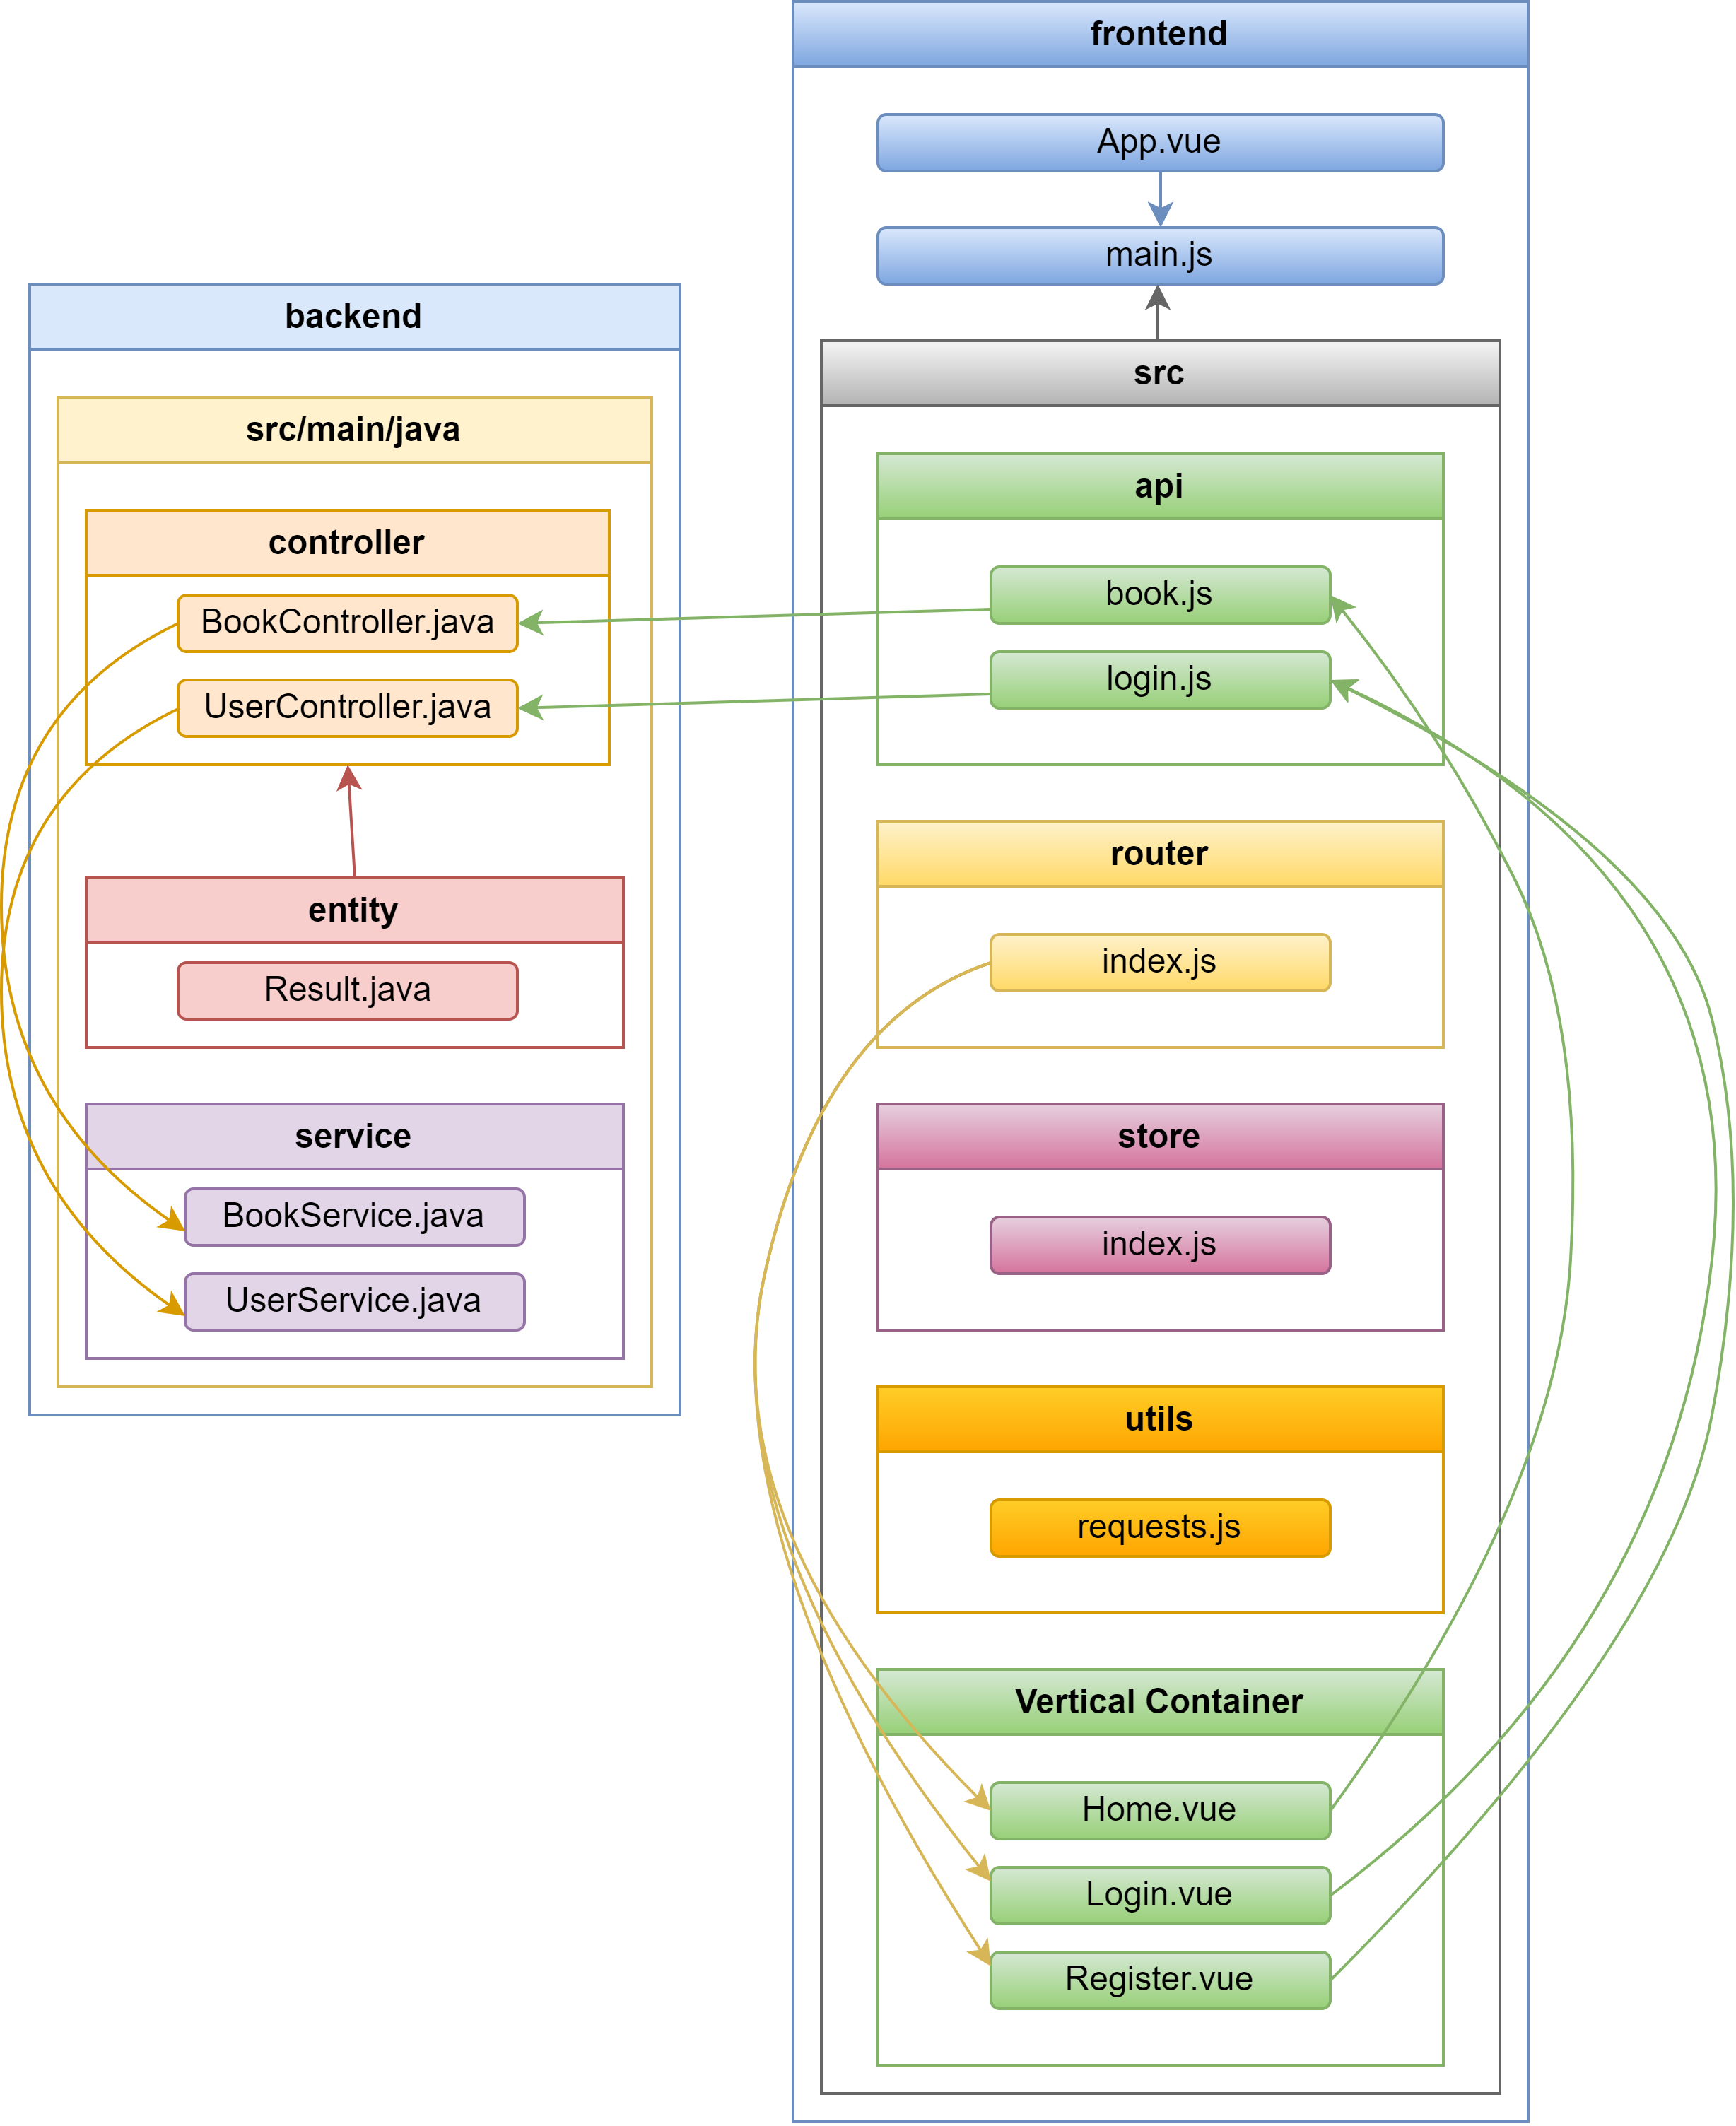 frontend
App.vue
main.js
backend
src
src/main/java
api
controller
book.js
BookController.java
login.js
UserController.java
router
entity
index.js
Result.java
service
store
BookService.java
index.js
UserService.java
utils
requests.js
Vertical Container
Home.vue
Login.vue
Register.vue